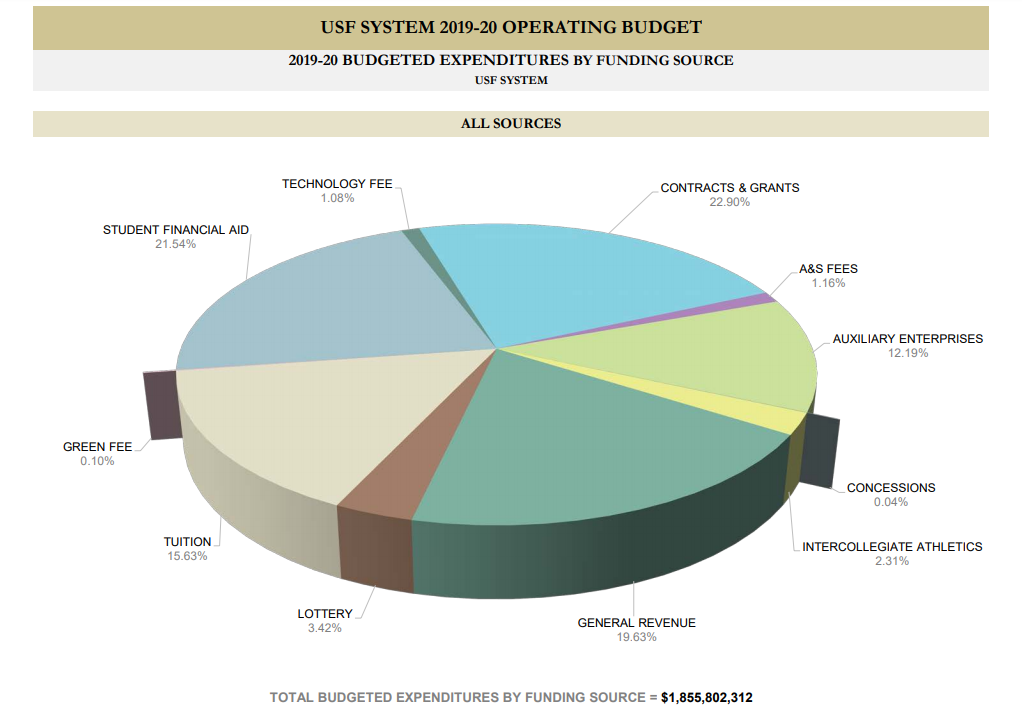 USF SYSTEM 2019-20 OPERATING BUDGET
2019-20 BUDGETED EXPENDITURES BY FUNDING SOURCE
USF SYSTEM
ALL SOURCES
TECHNOLOGY FEE
1.08%
CONTRACTS & GRANTS
22.90%
STUDENT FINANCIAL AID
21.54%
A&S FEES
1.16%
AUXILIARY ENTERPRISES
12.19%
GREEN FEE
0.10%
CONCESSIONS
0.04%
TUITION
15.63%
INTERCOLLEGIATE ATHLETICS
2.31%
LOTTERY
3.42%
GENERAL REVENUE
19.63%
TOTAL BUDGETED EXPENDITURES BY FUNDING SOURCE = $1,855,802,312